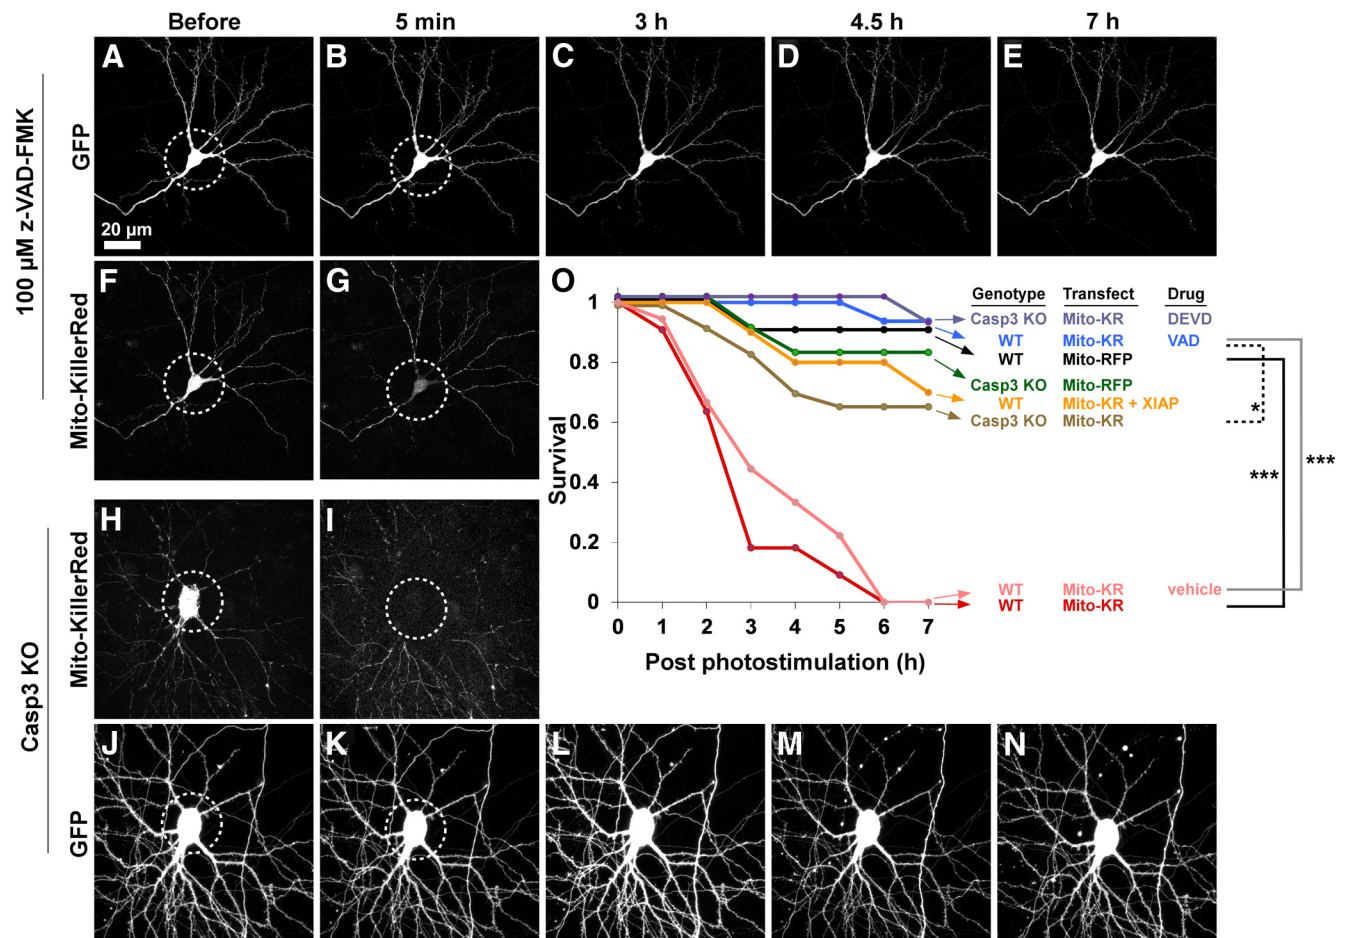 Before 5 min 3 h 4.5 h 7 h
100 µM z-VAD-FMK
GFP
A B C D E
20 µm
Mito-KillerRed
F G
O
Survival
1
0.8
0.6
0.4
0.2
0
0 1 2 3 4 5 6 7
Post photostimulation (h)
Genotype Transfect Drug
Casp3 KO Mito-KR DEVD
WT Mito-KR VAD
WT Mito-RFP
Casp3 KO Mito-RFP
WT Mito-KR + XIAP
Casp3 KO Mito-KR
*
***
***
WT Mito-KR vehicle
WT Mito-KR
Casp3 KO
Mito-KillerRed
H I
GFP
J K L M N